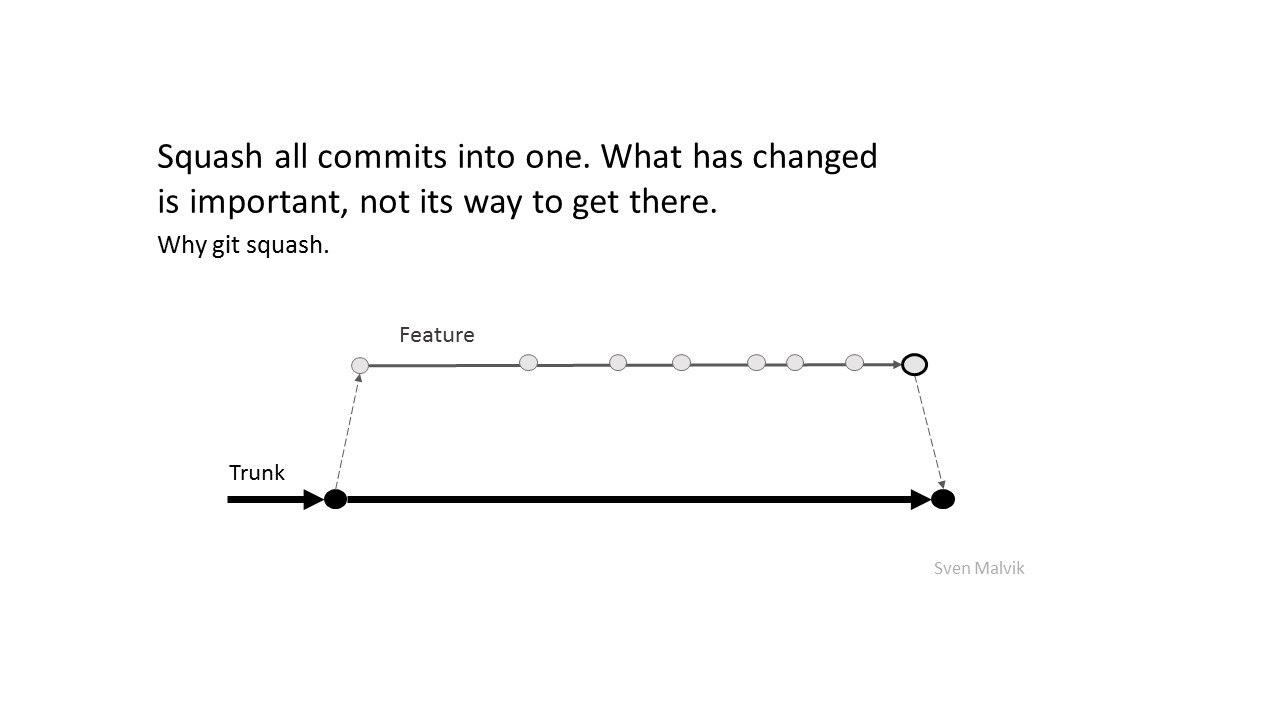 Squash all commits into one. What has changed
is important, not its way to get there.
Why git squash.
Feature
Trunk
Sven Malvik